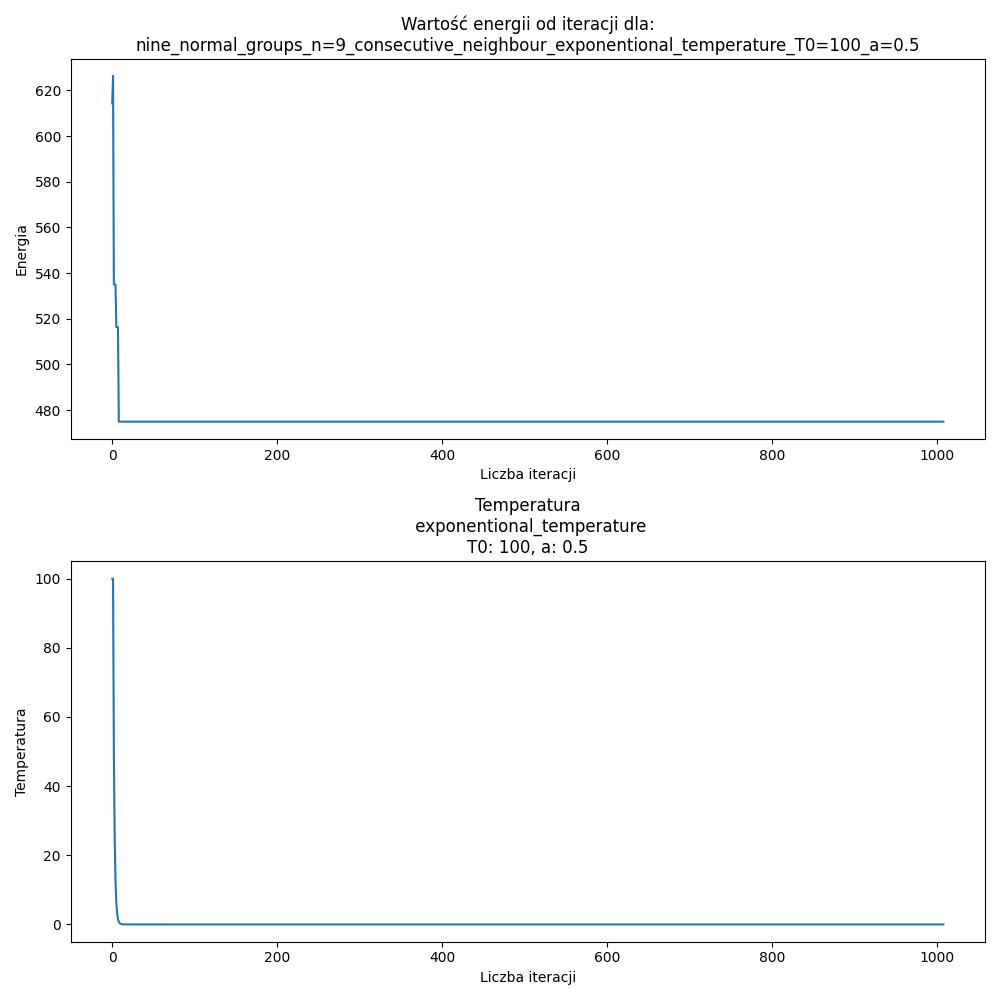 Wartość energii od iteracji dla:
nine_normal_groups_n=9_consecutive_neighbour_exponentional_temperature_T0=100_a=0.5
620
600
580
560
540
520
500
480
Energia
0 200 400 600 800 1000
Liczba iteracji
Temperatura
exponentional_temperature
T0: 100, a: 0.5
100
80
60
40
20
0
Temperatura
0 200 400 600 800 1000
Liczba iteracji